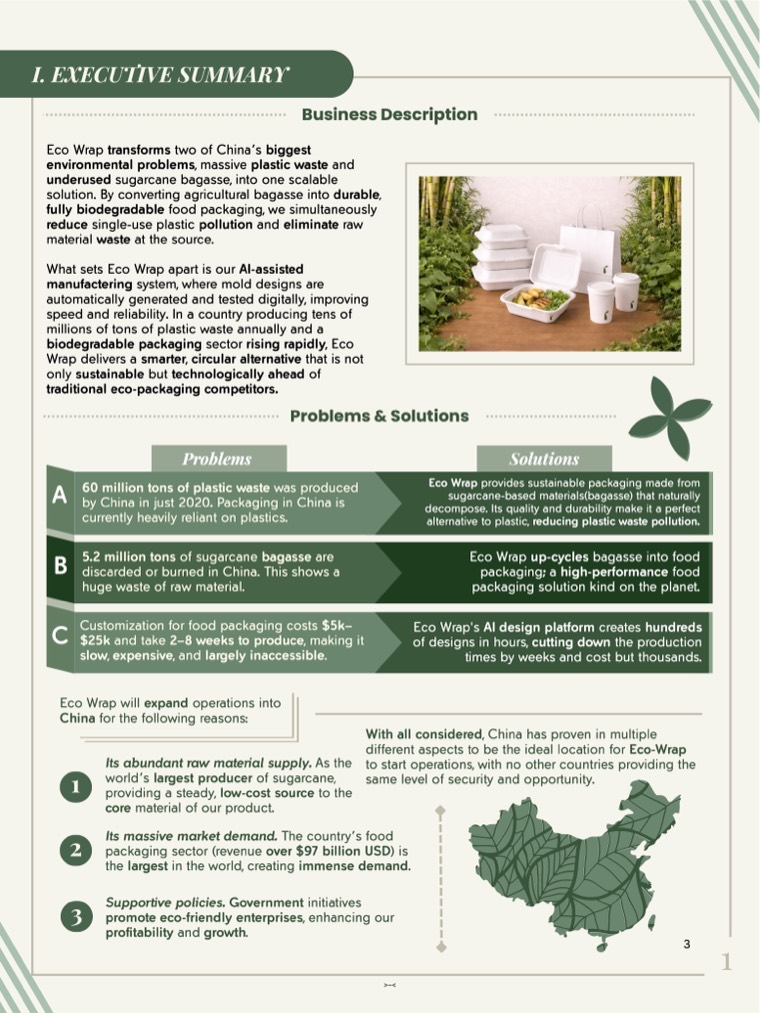 I. EXECUTIVE SUMMARY
Business Description
Eco Wrap transforms two of China's biggest
environmental problems, massive plastic waste and
underused sugarcane bagasse, into one scalable
solution. By converting agricultural bagasse into durable,
fully biodegradable food packaging, we simultaneously
reduce single-use plastic pollution and eliminate raw
material waste at the source.
What sets Eco Wrap apart is our AI-assisted
manufactering system, where mold designs are
automatically generated and tested digitally, improving
speed and reliability. In a country producing tens of
millions of tons of plastic waste annually and a
biodegradable packaging sector rising rapidly, Eco
Wrap delivers a smarter, circular alternative that is not
only sustainable but technologically ahead of
traditional eco-packaging competitors.
Problems & Solutions
Problems
Solutions
A
60 million tons of plastic waste was produced
by China in just 2020. Packaging in China is
currently heavily reliant on plastics.
Eco Wrap provides sustainable packaging made from
sugarcane-based materials(bagasse) that naturally
decompose. Its quality and durability make it a perfect
alternative to plastic, reducing plastic waste pollution.
B
5.2 million tons of sugarcane bagasse are
discarded or burned in China. This shows a
huge waste of raw material.
Eco Wrap up-cycles bagasse into food
packaging; a high-performance food
packaging solution kind on the planet.
C
Customization for food packaging costs $5k–
$25k and take 2–8 weeks to produce, making it
slow, expensive, and largely inaccessible.
Eco Wrap's AI design platform creates hundreds
of designs in hours, cutting down the production
times by weeks and cost but thousands.
Eco Wrap will expand operations into
China for the following reasons:
1
Its abundant raw material supply. As the
world's largest producer of sugarcane,
providing a steady, low-cost source to the
core material of our product.
2
Its massive market demand. The country's food
packaging sector (revenue over $97 billion USD) is
the largest in the world, creating immense demand.
3
Supportive policies. Government initiatives
promote eco-friendly enterprises, enhancing our
profitability and growth.
With all considered, China has proven in multiple
different aspects to be the ideal location for Eco-Wrap
to start operations, with no other countries providing the
same level of security and opportunity.
3
1